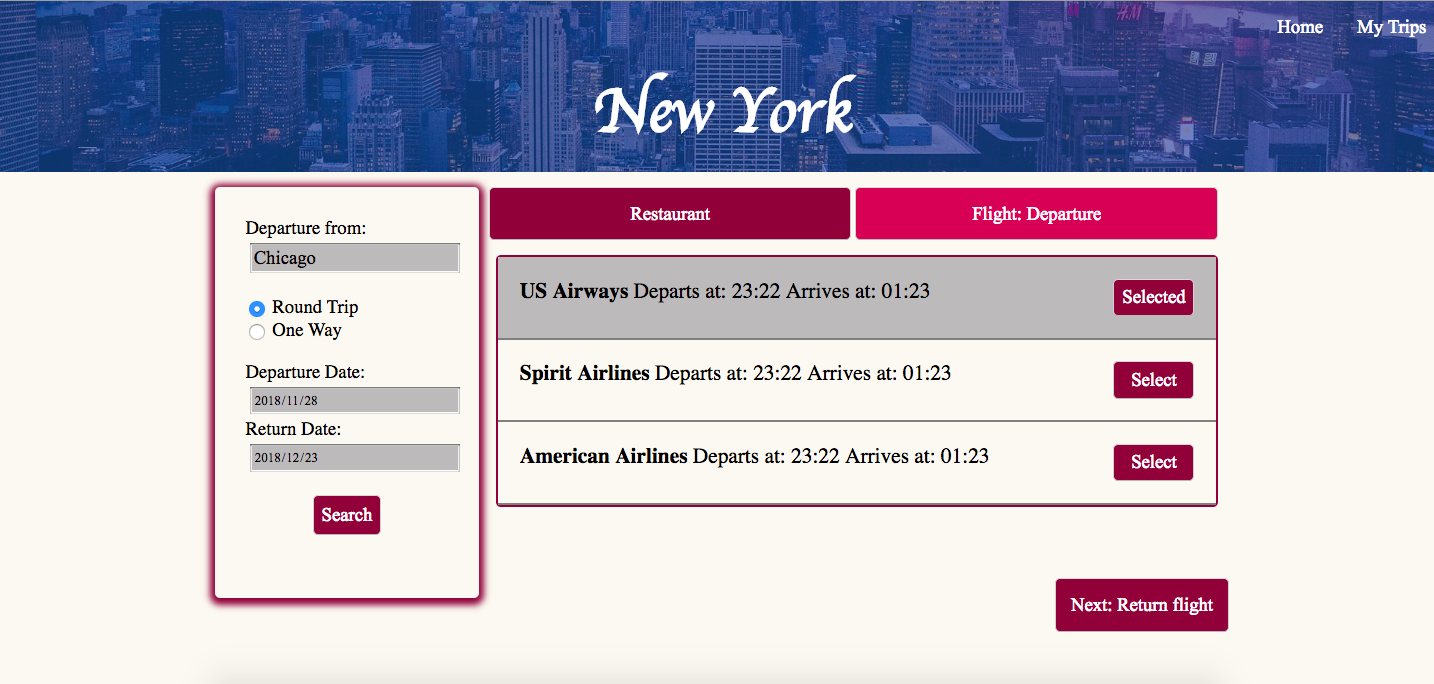 Home My Trips
H&M
New York
Departure from:
Chicago
Round Trip
One Way
Departure Date:
2018/11/28
Return Date:
2018/12/23
Search
Restaurant
Flight: Departure
US Airways Departs at: 23:22 Arrives at: 01:23
Selected
Spirit Airlines Departs at: 23:22 Arrives at: 01:23
Select
American Airlines Departs at: 23:22 Arrives at: 01:23
Select
Next: Return flight